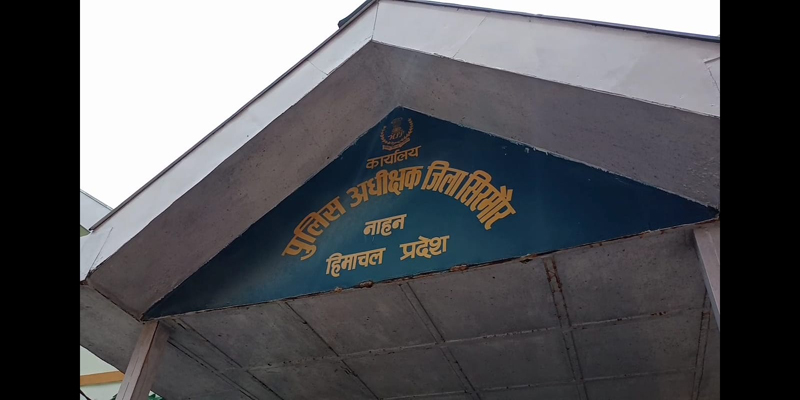 कार्यालय
पुलिस अधीक्षक जिला सिरमौर
नाहन
हिमाचल प्रदेश